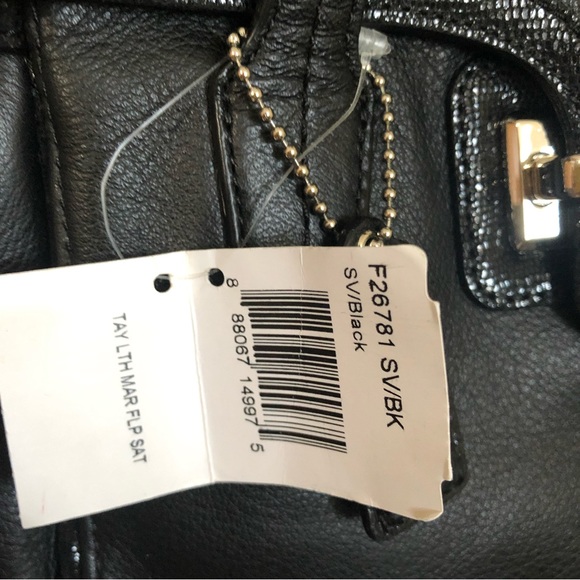 F26781 SV/BK
SV/Black
8 88067 14997 5
TAY LTH MAR FLP SAT